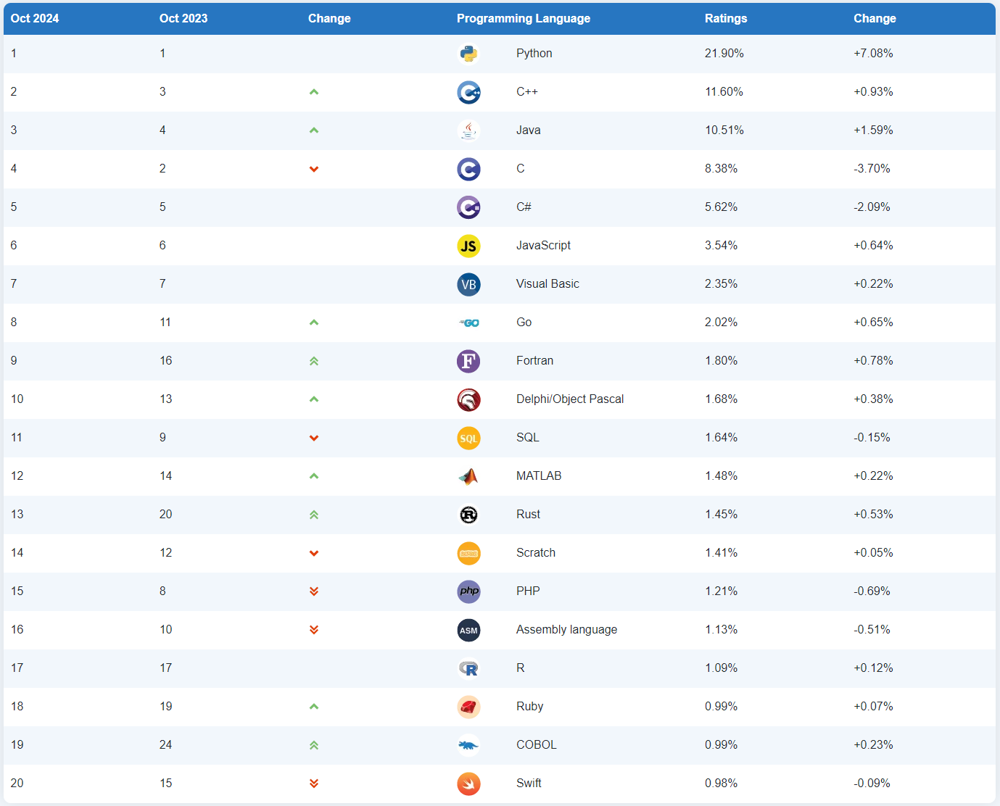 Oct 2024 Oct 2023 Change Programming Language Ratings Change
1 1 Python 21.90% +7.08%
2 3 C++ 11.60% +0.93%
3 4 Java 10.51% +1.59%
4 2 C 8.38% -3.70%
5 5 C# 5.62% -2.09%
6 6 JS JavaScript 3.54% +0.64%
7 7 VB Visual Basic 2.35% +0.22%
8 11 GO Go 2.02% +0.65%
9 16 F Fortran 1.80% +0.78%
10 13 Delphi/Object Pascal 1.68% +0.38%
11 9 SQL SQL 1.64% -0.15%
12 14 MATLAB 1.48% +0.22%
13 20 R Rust 1.45% +0.53%
14 12 Scratch 1.41% +0.05%
15 8 php PHP 1.21% -0.69%
16 10 ASM Assembly language 1.13% -0.51%
17 17 R R 1.09% +0.12%
18 19 Ruby 0.99% +0.07%
19 24 COBOL 0.99% +0.23%
20 15 Swift 0.98% -0.09%